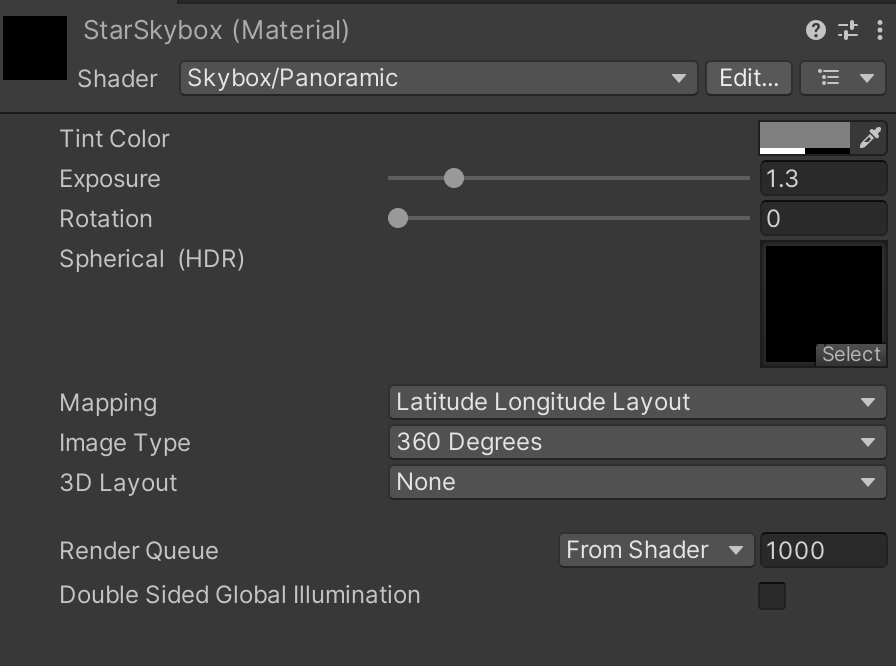 StarSkybox (Material)
Shader Skybox/Panoramic Edit...
Tint Color
Exposure 1.3
Rotation 0
Spherical (HDR)
Select
Mapping Latitude Longitude Layout
Image Type 360 Degrees
3D Layout None
Render Queue From Shader 1000
Double Sided Global Illumination